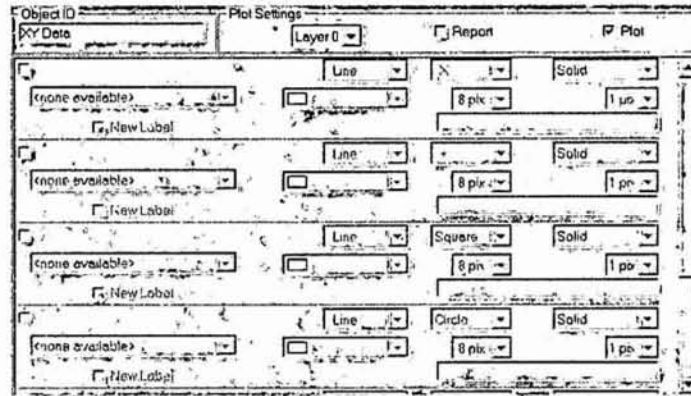 Object ID Plot Settings
XY Data Layer 0 Report Plot
Line X Solid
<none available> 8 pix
New Label
Line + Solid
<none available> 8 pix
New Label
Line Square Solid
<none available> 8 pix
New Label
Line Circle Solid
<none available> 8 pix
New Label